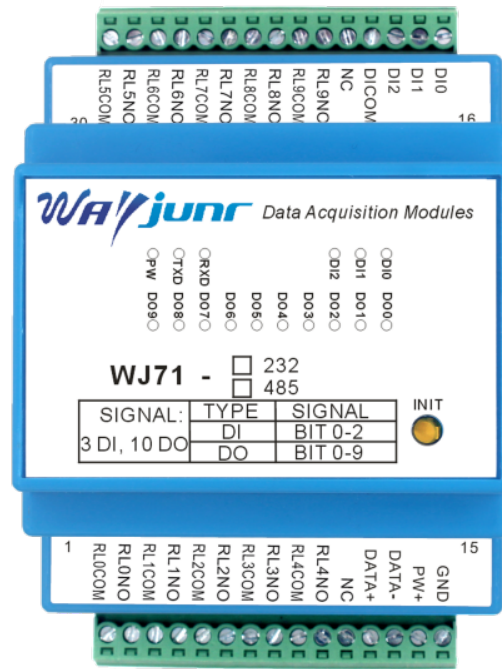 RL5COM RL5NO RL6COM RL6NO RL7COM RL7NO RL8COM RL8NO RL9COM RL9NO NC DICOM DI2 DI1 DI0
30 16
WAYjunr Data Acquisition Modules
PW TXD RXD DI2 DI1 DI0
DO9 DO8 DO7 DO6 DO5 DO4 DO3 DO2 DO1 DO0
WJ71 - 232
485
INIT
SIGNAL: TYPE SIGNAL
3 DI, 10 DO DI BIT 0-2
DO BIT 0-9
1 15
RL0COM RL0NO RL1COM RL1NO RL2COM RL2NO RL3COM RL3NO RL4COM RL4NO NC DATA+ DATA- PW+ GND